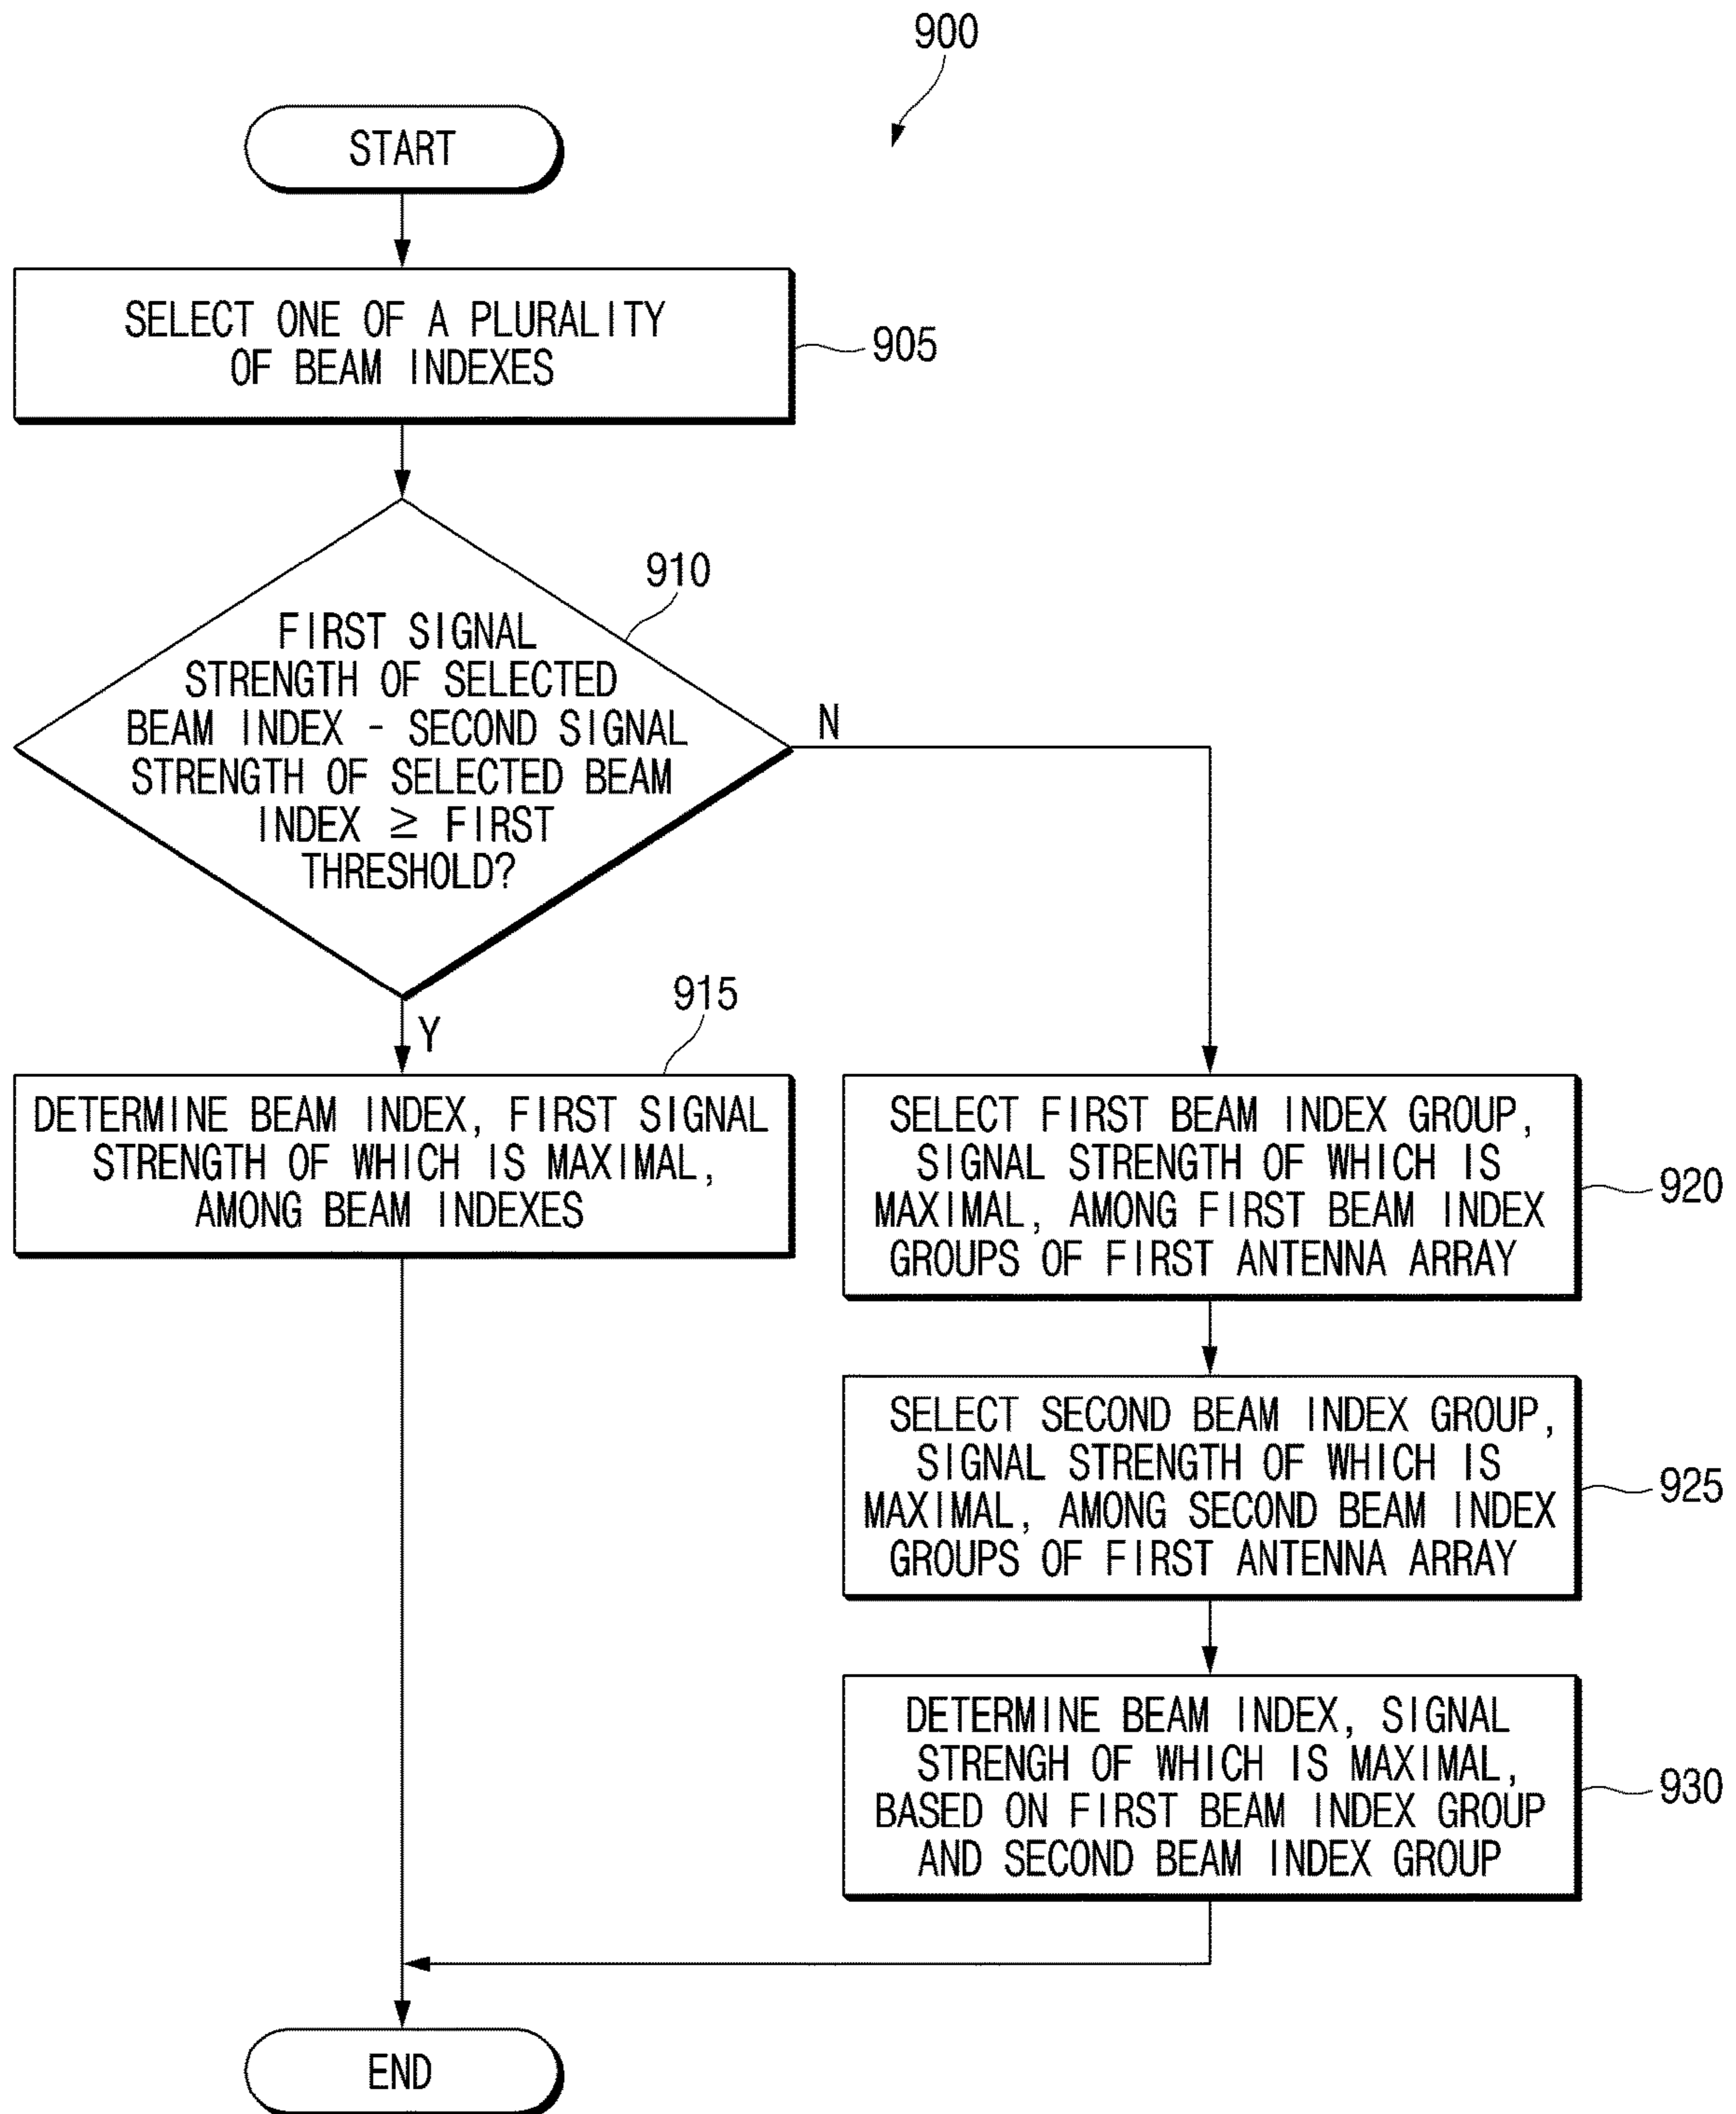 900
START
SELECT ONE OF A PLURALITY
OF BEAM INDEXES
905
910
FIRST SIGNAL
STRENGTH OF SELECTED
BEAM INDEX - SECOND SIGNAL
STRENGTH OF SELECTED BEAM
INDEX ≥ FIRST
THRESHOLD?
N
Y
915
DETERMINE BEAM INDEX, FIRST SIGNAL
STRENGTH OF WHICH IS MAXIMAL,
AMONG BEAM INDEXES
SELECT FIRST BEAM INDEX GROUP,
SIGNAL STRENGTH OF WHICH IS
MAXIMAL, AMONG FIRST BEAM INDEX
GROUPS OF FIRST ANTENNA ARRAY
920
SELECT SECOND BEAM INDEX GROUP,
SIGNAL STRENGTH OF WHICH IS
MAXIMAL, AMONG SECOND BEAM INDEX
GROUPS OF FIRST ANTENNA ARRAY
925
DETERMINE BEAM INDEX, SIGNAL
STRENGH OF WHICH IS MAXIMAL,
BASED ON FIRST BEAM INDEX GROUP
AND SECOND BEAM INDEX GROUP
930
END